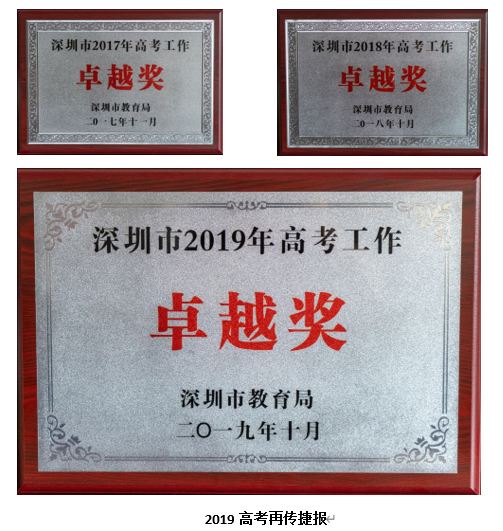 深圳市2017年高考工作
卓越奖
深圳市教育局
二〇一七年十一月
深圳市2018年高考工作
卓越奖
深圳市教育局
二〇一八年十月
深圳市2019年高考工作
卓越奖
深圳市教育局
二〇一九年十月
2019 高考再传捷报